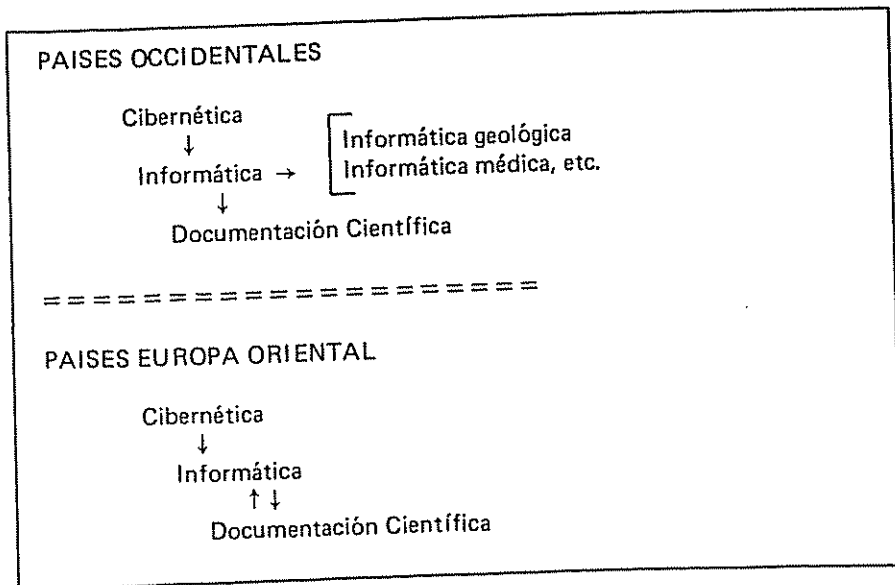 PAISES OCCIDENTALES
Cibernética
↓
Informática geológica
Informática → Informática médica, etc.
↓
Documentación Científica
= = = = = = = = = = = = = = = = = = = =
PAISES EUROPA ORIENTAL
Cibernética
↓
Informática
↑ ↓
Documentación Científica